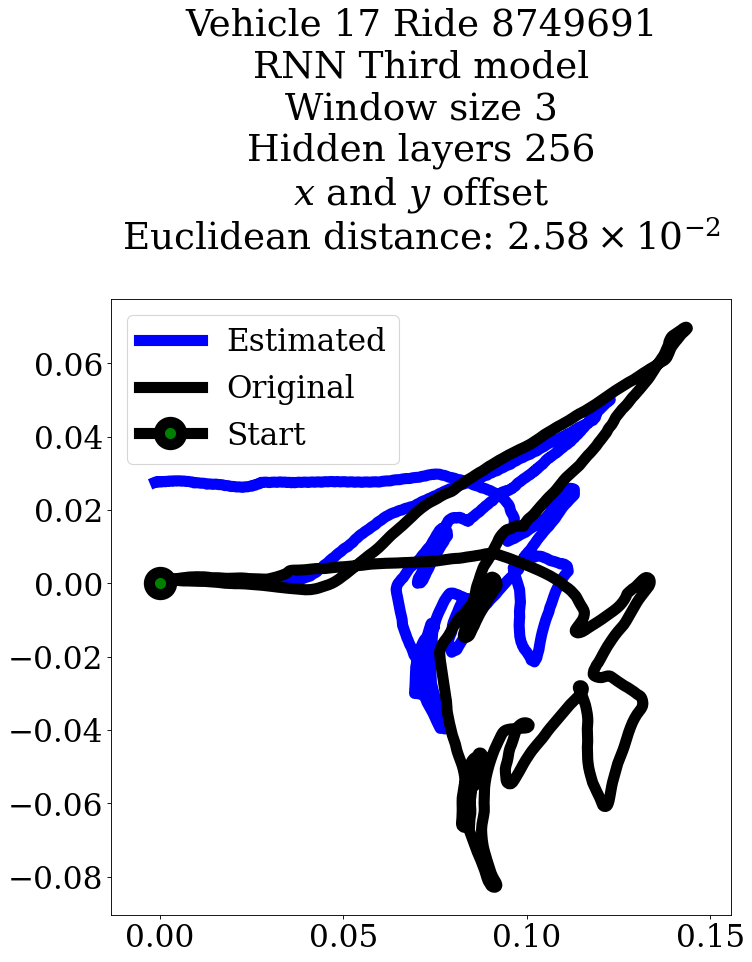 Vehicle 17 Ride 8749691
RNN Third model
Window size 3
Hidden layers 256
x and y offset
Euclidean distance: 2.58 × 10⁻²
Estimated
Original
Start
0.06
0.04
0.02
0.00
−0.02
−0.04
−0.06
−0.08
0.00 0.05 0.10 0.15